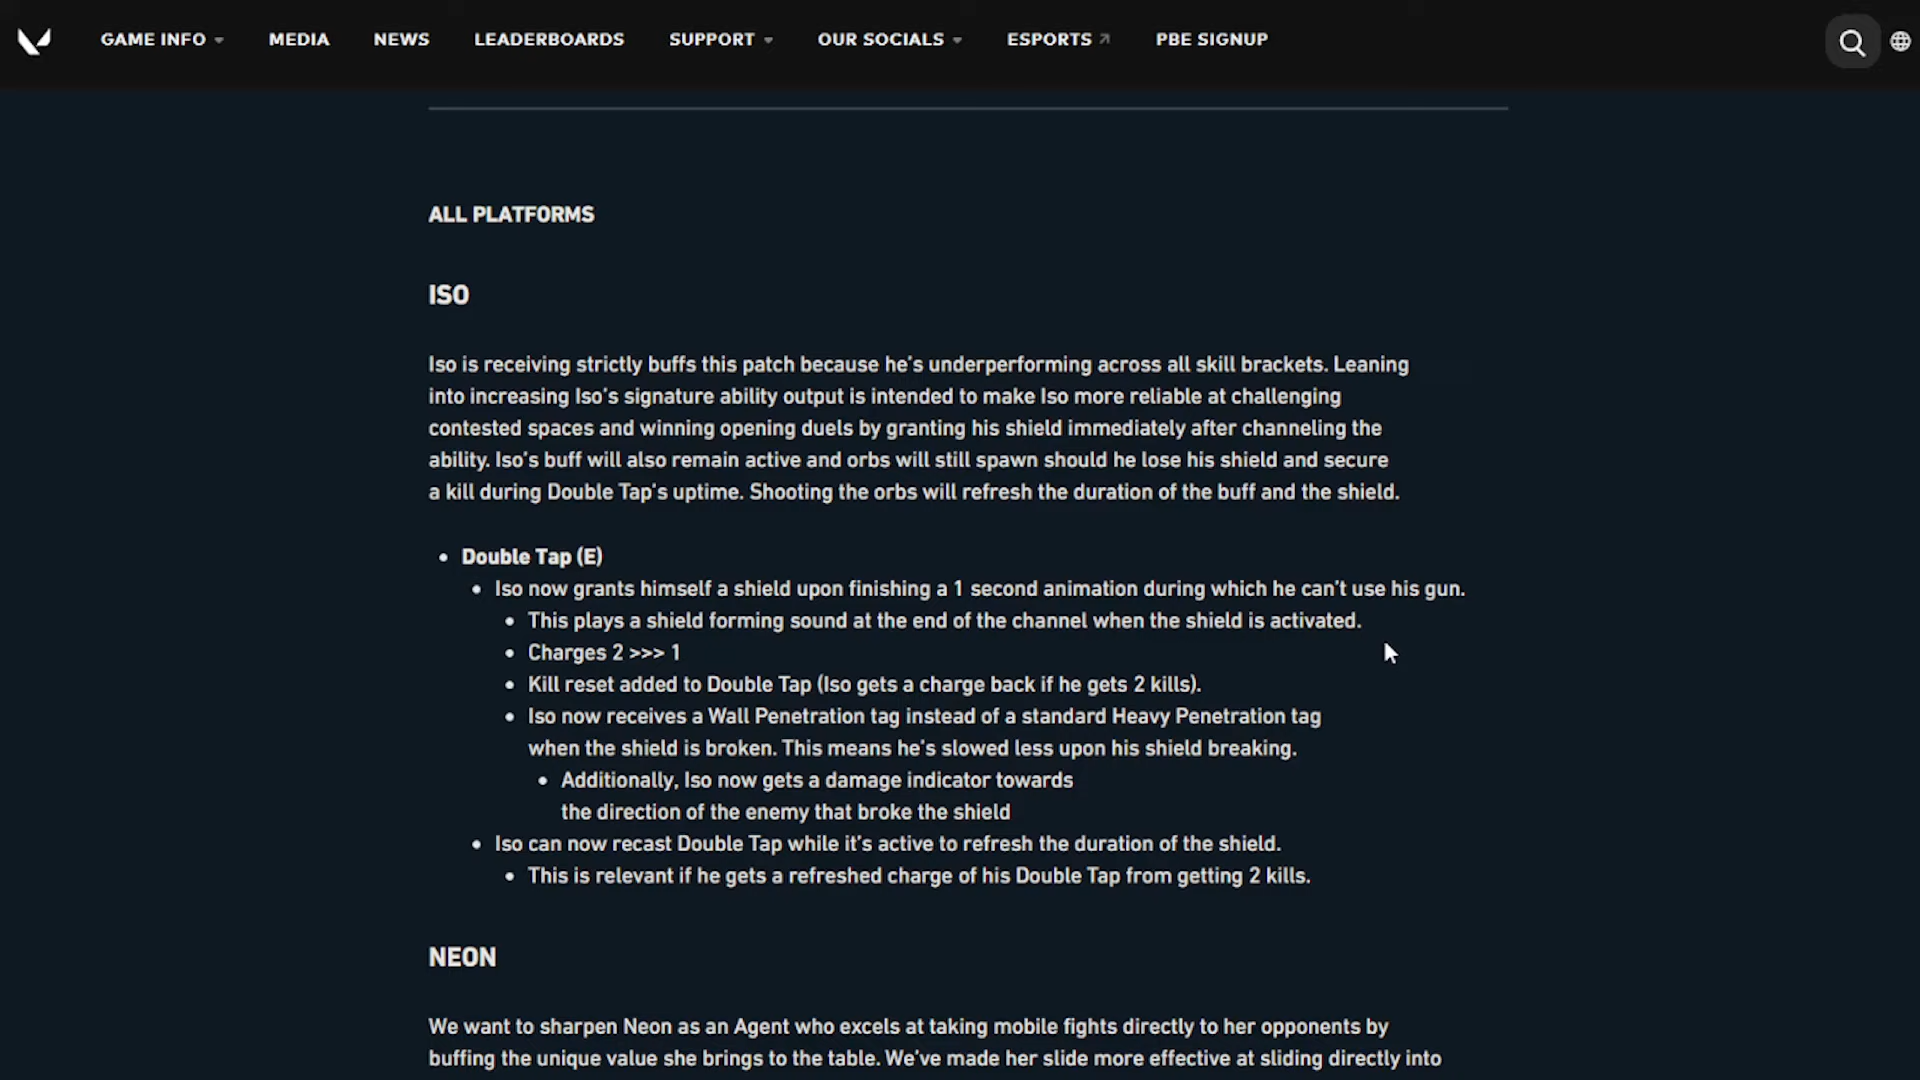 GAME INFO MEDIA NEWS LEADERBOARDS SUPPORT OUR SOCIALS ESPORTS PBE SIGNUP
ALL PLATFORMS
ISO
Iso is receiving strictly buffs this patch because he's underperforming across all skill brackets. Leaning
into increasing Iso's signature ability output is intended to make Iso more reliable at challenging
contested spaces and winning opening duels by granting his shield immediately after channeling the
ability. Iso's buff will also remain active and orbs will still spawn should he lose his shield and secure
a kill during Double Tap's uptime. Shooting the orbs will refresh the duration of the buff and the shield.
• Double Tap (E)
• Iso now grants himself a shield upon finishing a 1 second animation during which he can't use his gun.
• This plays a shield forming sound at the end of the channel when the shield is activated.
• Charges 2 >>> 1
• Kill reset added to Double Tap (Iso gets a charge back if he gets 2 kills).
• Iso now receives a Wall Penetration tag instead of a standard Heavy Penetration tag
when the shield is broken. This means he's slowed less upon his shield breaking.
• Additionally, Iso now gets a damage indicator towards
the direction of the enemy that broke the shield
• Iso can now recast Double Tap while it's active to refresh the duration of the shield.
• This is relevant if he gets a refreshed charge of his Double Tap from getting 2 kills.
NEON
We want to sharpen Neon as an Agent who excels at taking mobile fights directly to her opponents by
buffing the unique value she brings to the table. We've made her slide more effective at sliding directly into